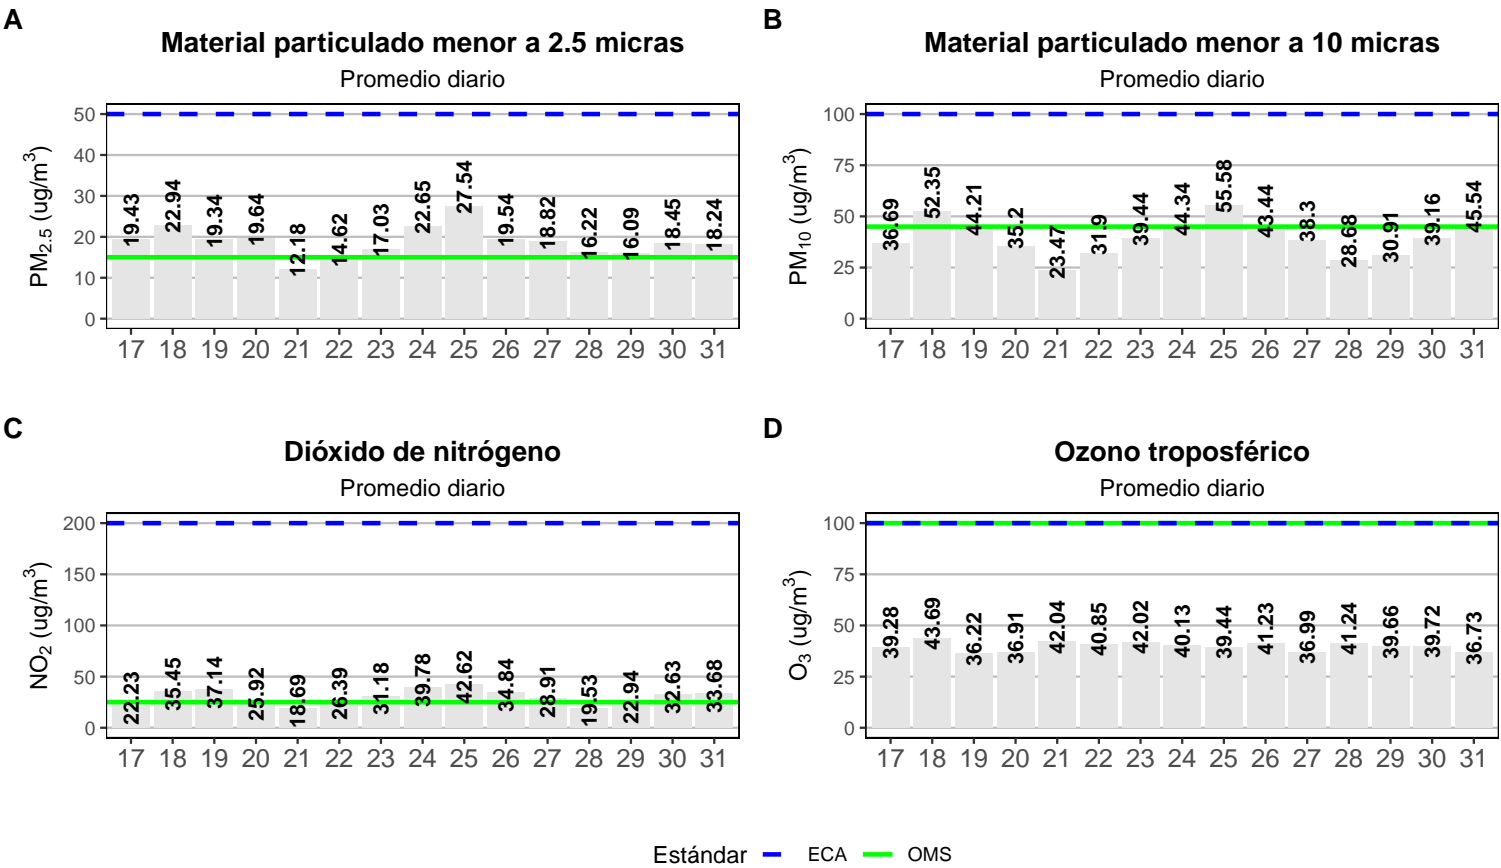 A
Material particulado menor a 2.5 micras
Promedio diario
PM2.5 (ug/m3)
50
40
30
20
10
0
19.43 22.94 19.34 19.64 12.18 14.62 17.03 22.65 27.54 19.54 18.82 16.22 16.09 18.45 18.24
17 18 19 20 21 22 23 24 25 26 27 28 29 30 31
B
Material particulado menor a 10 micras
Promedio diario
PM10 (ug/m3)
100
75
50
25
0
36.69 52.35 44.21 35.2 23.47 31.9 39.44 44.34 55.58 43.44 38.3 28.68 30.91 39.16 45.54
17 18 19 20 21 22 23 24 25 26 27 28 29 30 31
C
Dióxido de nitrógeno
Promedio diario
NO2 (ug/m3)
200
150
100
50
0
22.23 35.45 37.14 25.92 18.69 26.39 31.18 39.78 42.62 34.84 28.91 19.53 22.94 32.63 33.68
17 18 19 20 21 22 23 24 25 26 27 28 29 30 31
D
Ozono troposférico
Promedio diario
O3 (ug/m3)
100
75
50
25
0
39.28 43.69 36.22 36.91 42.04 40.85 42.02 40.13 39.44 41.23 36.99 41.24 39.66 39.72 36.73
17 18 19 20 21 22 23 24 25 26 27 28 29 30 31
Estándar ECA OMS